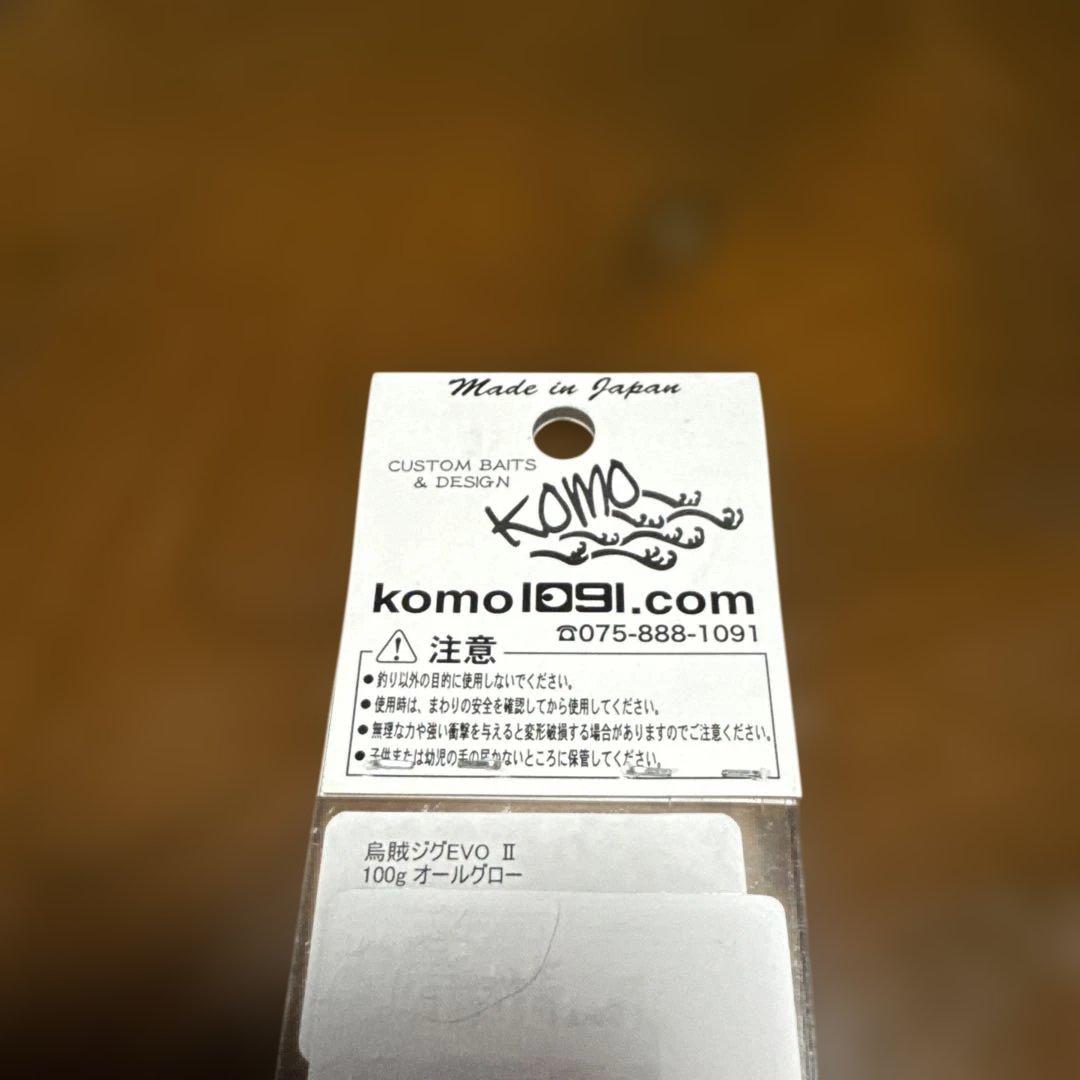 Made in Japan
CUSTOM BAITS
& DESIGN
KOMO
komo1091.com
☎075-888-1091
注意
●釣り以外の目的に使用しないでください。
●使用時は、まわりの安全を確認してから使用してください。
●無理な力や強い衝撃を与えると変形破損する場合がありますのでご注意ください。
●子供または幼児の手の届かないところに保管してください。
烏賊ジグEVO Ⅱ
100g オールグロー